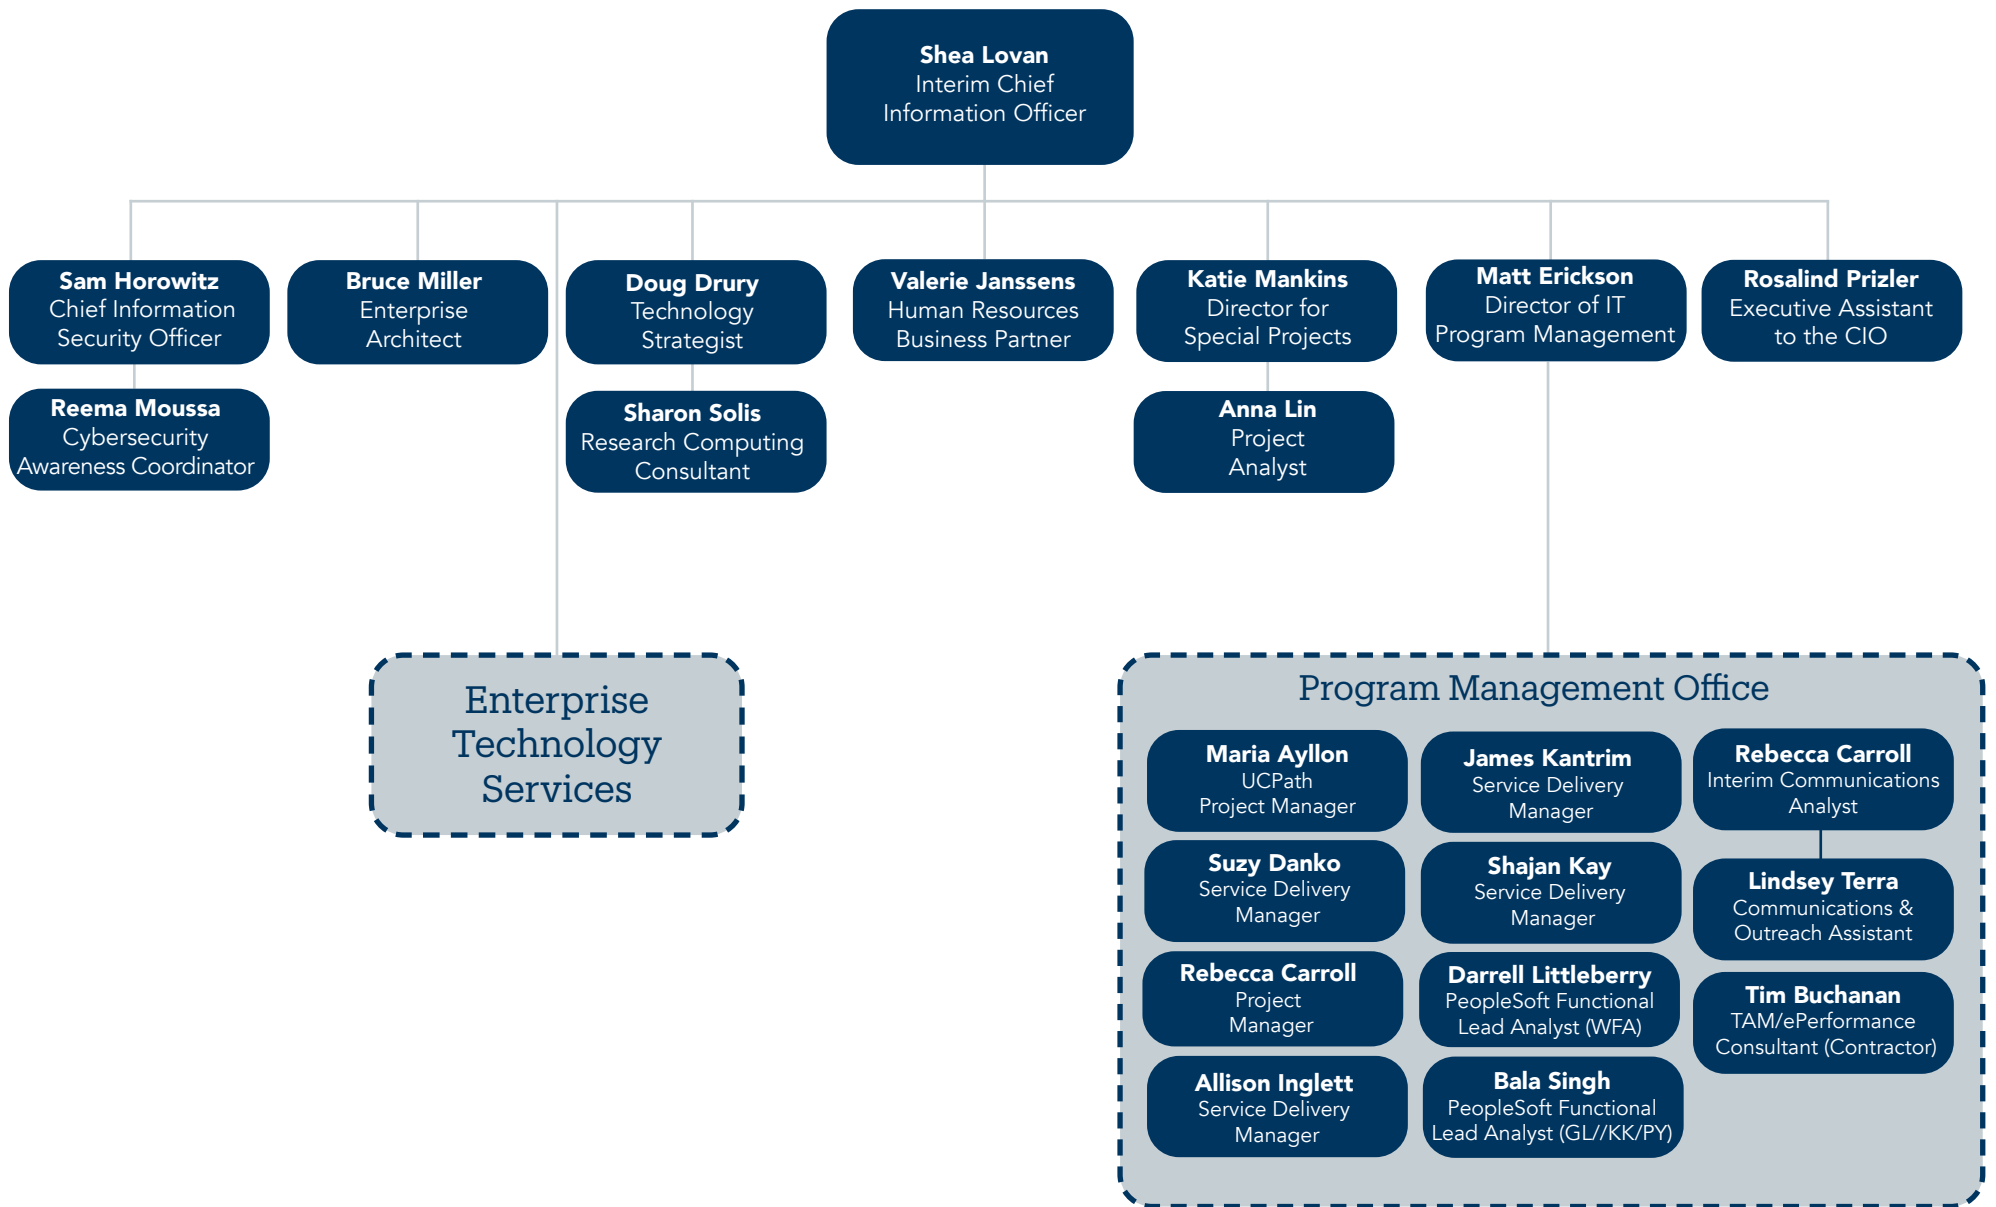 Shea Lovan
Interim Chief
Information Officer
Sam Horowitz
Chief Information
Security Officer
Bruce Miller
Enterprise
Architect
Doug Drury
Technology
Strategist
Valerie Janssens
Human Resources
Business Partner
Katie Mankins
Director for
Special Projects
Matt Erickson
Director of IT
Program Management
Rosalind Prizler
Executive Assistant
to the CIO
Reema Moussa
Cybersecurity
Awareness Coordinator
Sharon Solis
Research Computing
Consultant
Anna Lin
Project
Analyst
Enterprise
Technology
Services
Program Management Office
Maria Ayllon
UCPath
Project Manager
Suzy Danko
Service Delivery
Manager
Rebecca Carroll
Project
Manager
Allison Inglett
Service Delivery
Manager
James Kantrim
Service Delivery
Manager
Shajan Kay
Service Delivery
Manager
Darrell Littleberry
PeopleSoft Functional
Lead Analyst (WFA)
Bala Singh
PeopleSoft Functional
Lead Analyst (GL//KK/PY)
Rebecca Carroll
Interim Communications
Analyst
Lindsey Terra
Communications &
Outreach Assistant
Tim Buchanan
TAM/ePerformance
Consultant (Contractor)